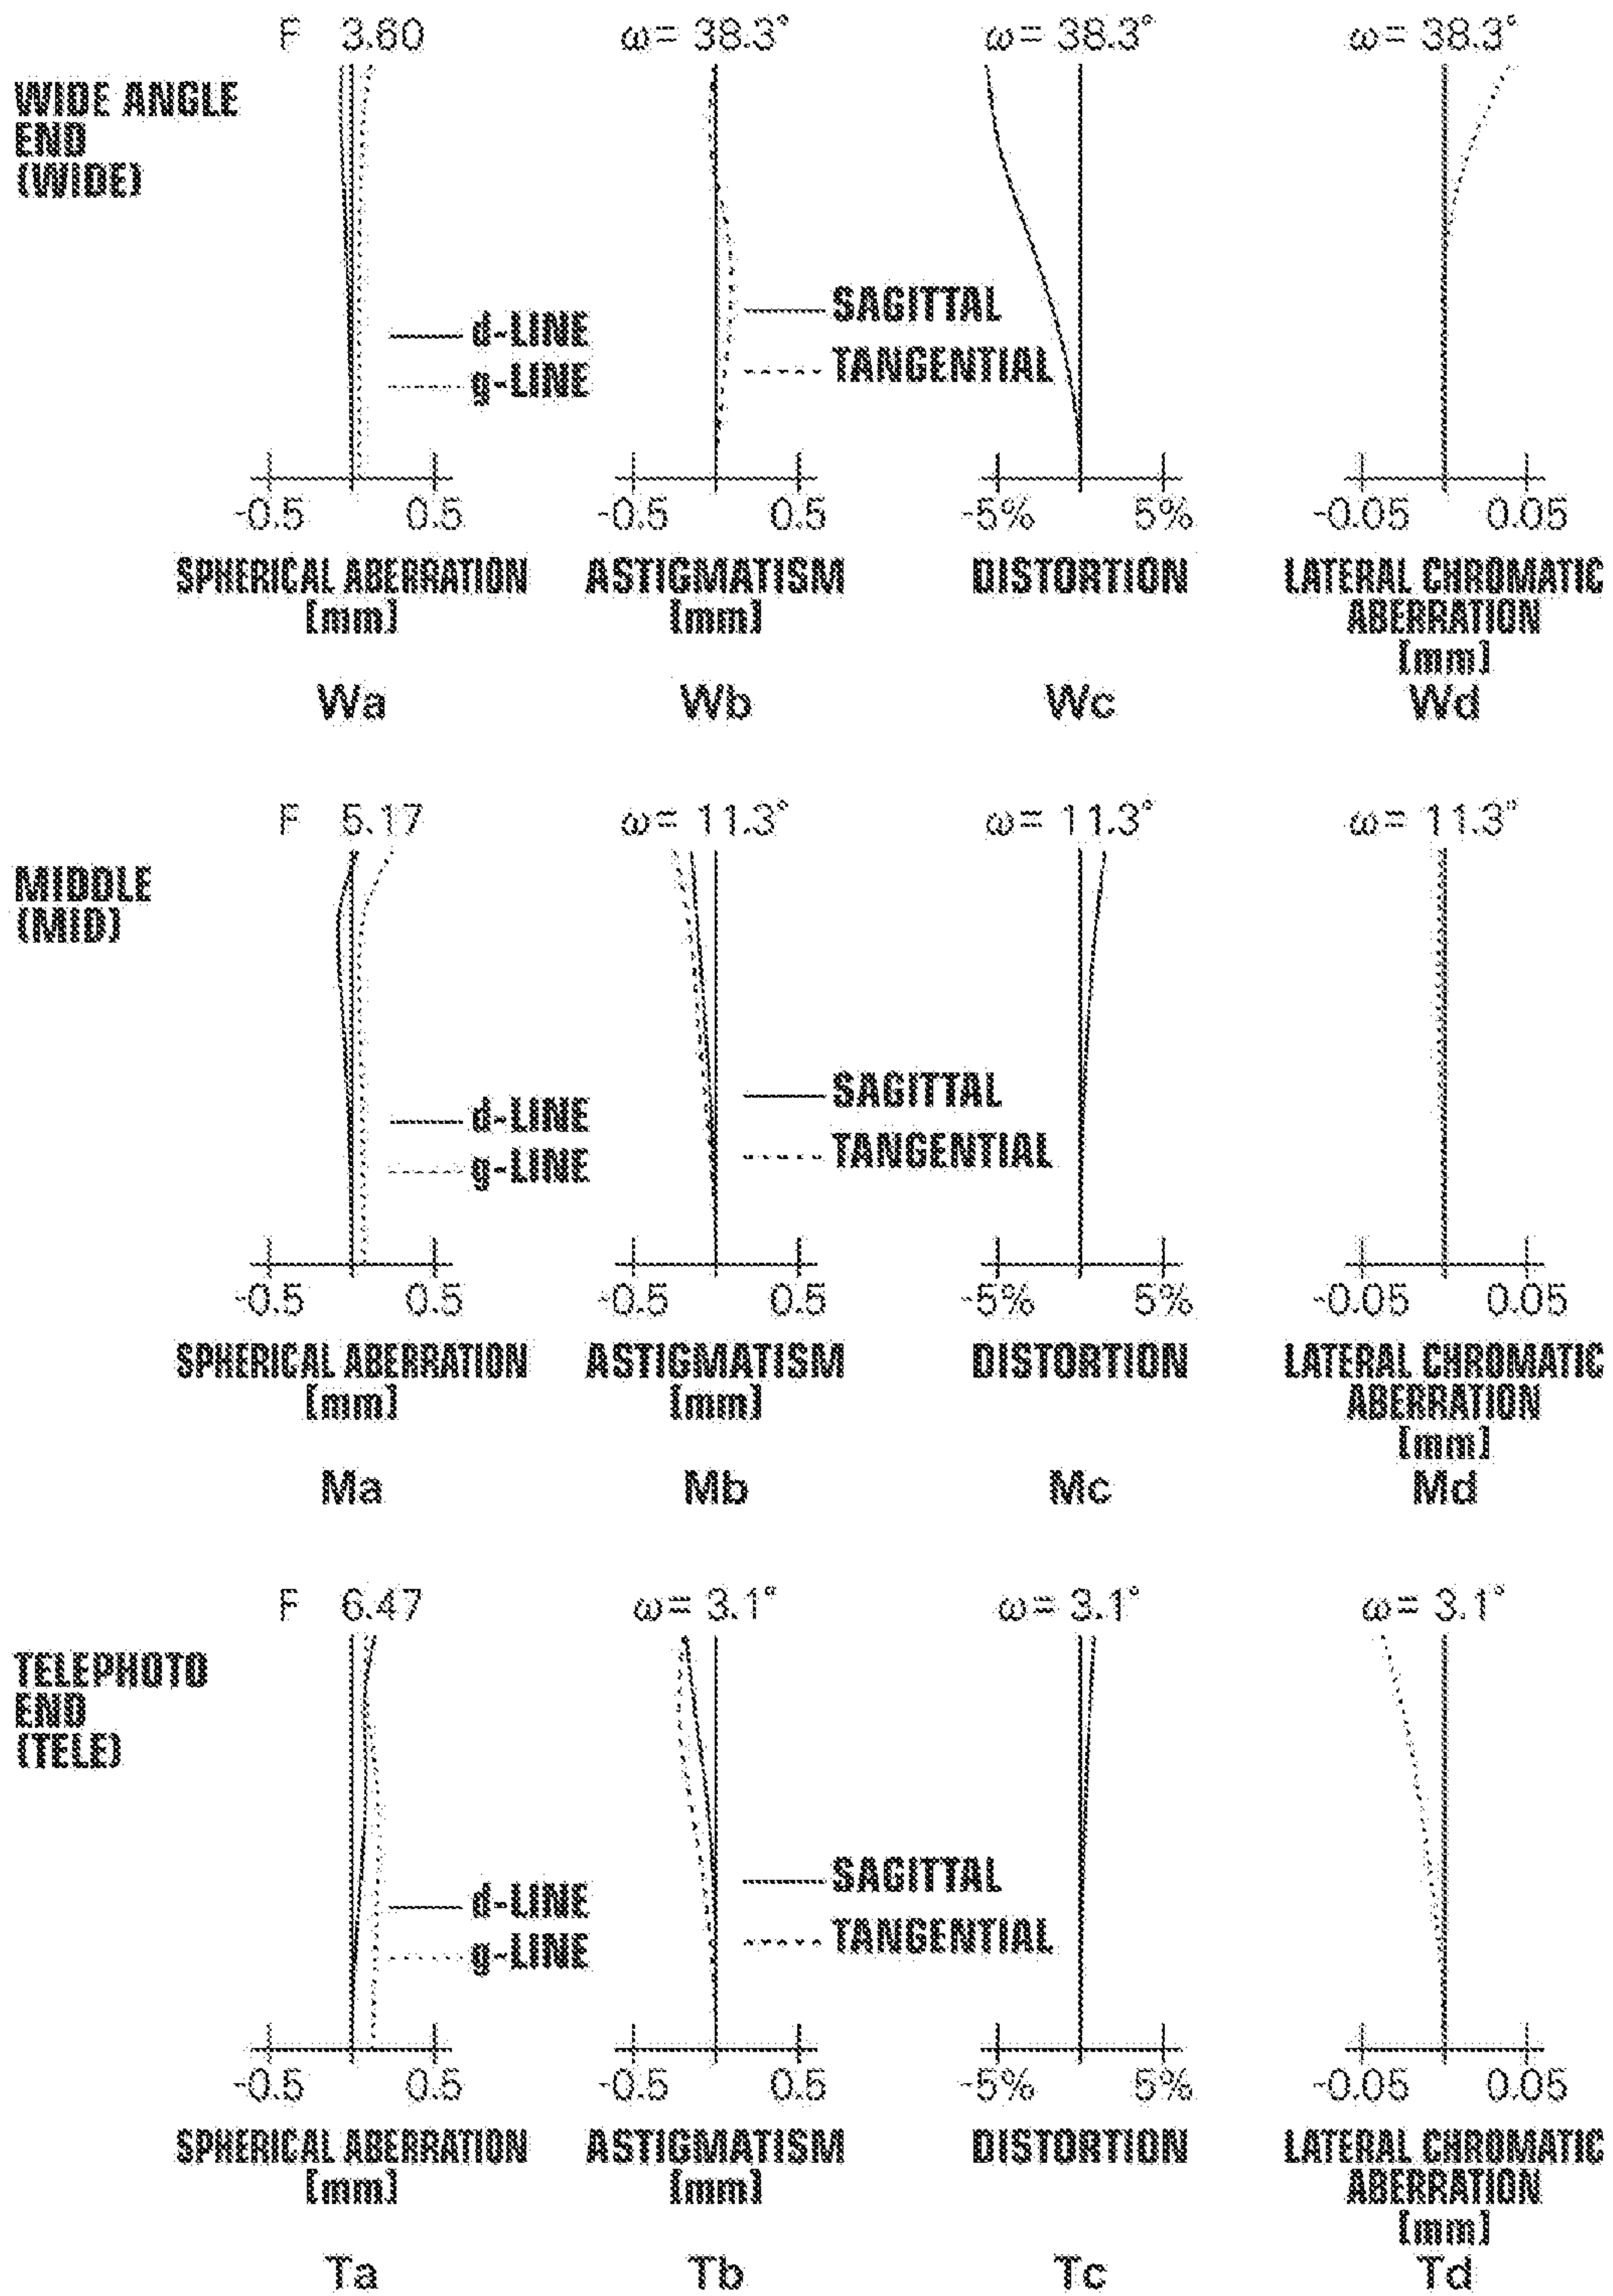 F 3.60 ω= 38.3° ω= 38.3° ω= 38.3°
WIDE ANGLE
END
(WIDE)
d-LINE
g-LINE
SAGITTAL
TANGENTIAL
-0.5 0.5 -0.5 0.5 -5% 5% -0.05 0.05
SPHERICAL ABERRATION
[mm]
ASTIGMATISM
[mm]
DISTORTION
LATERAL CHROMATIC
ABERRATION
[mm]
Wa Wb Wc Wd
F 5.17 ω= 11.3° ω= 11.3° ω= 11.3°
MIDDLE
(MID)
d-LINE
g-LINE
SAGITTAL
TANGENTIAL
-0.5 0.5 -0.5 0.5 -5% 5% -0.05 0.05
SPHERICAL ABERRATION
[mm]
ASTIGMATISM
[mm]
DISTORTION
LATERAL CHROMATIC
ABERRATION
[mm]
Ma Mb Mc Md
F 6.47 ω= 3.1° ω= 3.1° ω= 3.1°
TELEPHOTO
END
(TELE)
d-LINE
g-LINE
SAGITTAL
TANGENTIAL
-0.5 0.5 -0.5 0.5 -5% 5% -0.05 0.05
SPHERICAL ABERRATION
[mm]
ASTIGMATISM
[mm]
DISTORTION
LATERAL CHROMATIC
ABERRATION
[mm]
Ta Tb Tc Td